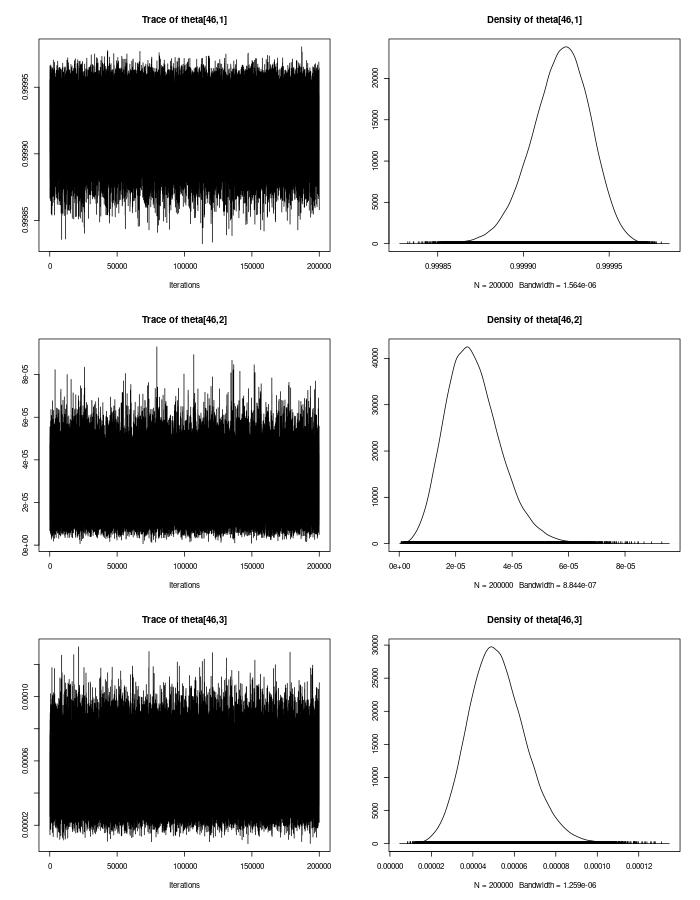 Trace of theta[46,1]
0.99985 0.99990 0.99995
0 50000 100000 150000 200000
Iterations
Density of theta[46,1]
0 5000 10000 15000 20000
0.99985 0.99990 0.99995
N = 200000 Bandwidth = 1.564e-06
Trace of theta[46,2]
0e+00 2e-05 4e-05 6e-05 8e-05
0 50000 100000 150000 200000
Iterations
Density of theta[46,2]
0 10000 20000 30000 40000
0e+00 2e-05 4e-05 6e-05 8e-05
N = 200000 Bandwidth = 8.844e-07
Trace of theta[46,3]
0.00002 0.00006 0.00010
0 50000 100000 150000 200000
Iterations
Density of theta[46,3]
0 5000 10000 15000 20000 25000 30000
0.00000 0.00002 0.00004 0.00006 0.00008 0.00010 0.00012
N = 200000 Bandwidth = 1.259e-06